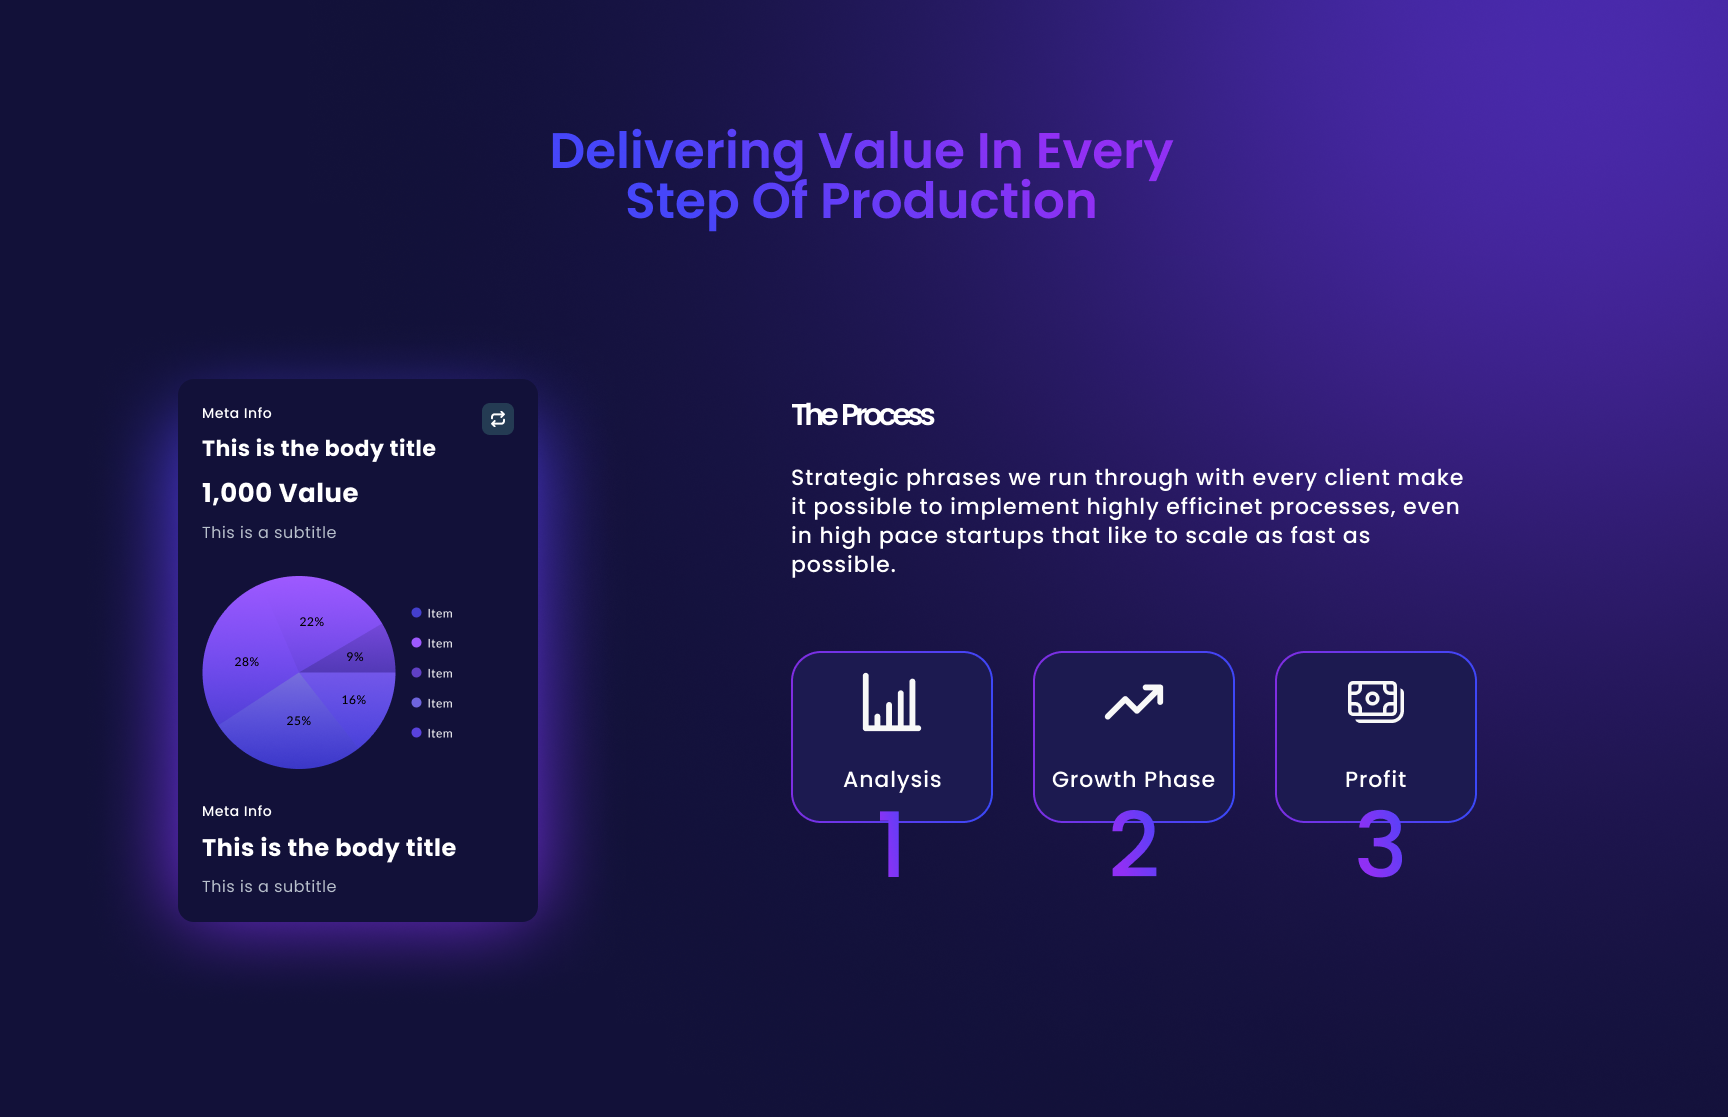 Delivering Value In Every
Step Of Production
Meta Info
This is the body title
1,000 Value
This is a subtitle
22%
9%
28%
16%
25%
Item
Item
Item
Item
Item
Meta Info
This is the body title
This is a subtitle
The Process
Strategic phrases we run through with every client make
it possible to implement highly efficinet processes, even
in high pace startups that like to scale as fast as
possible.
Analysis
1
Growth Phase
2
Profit
3